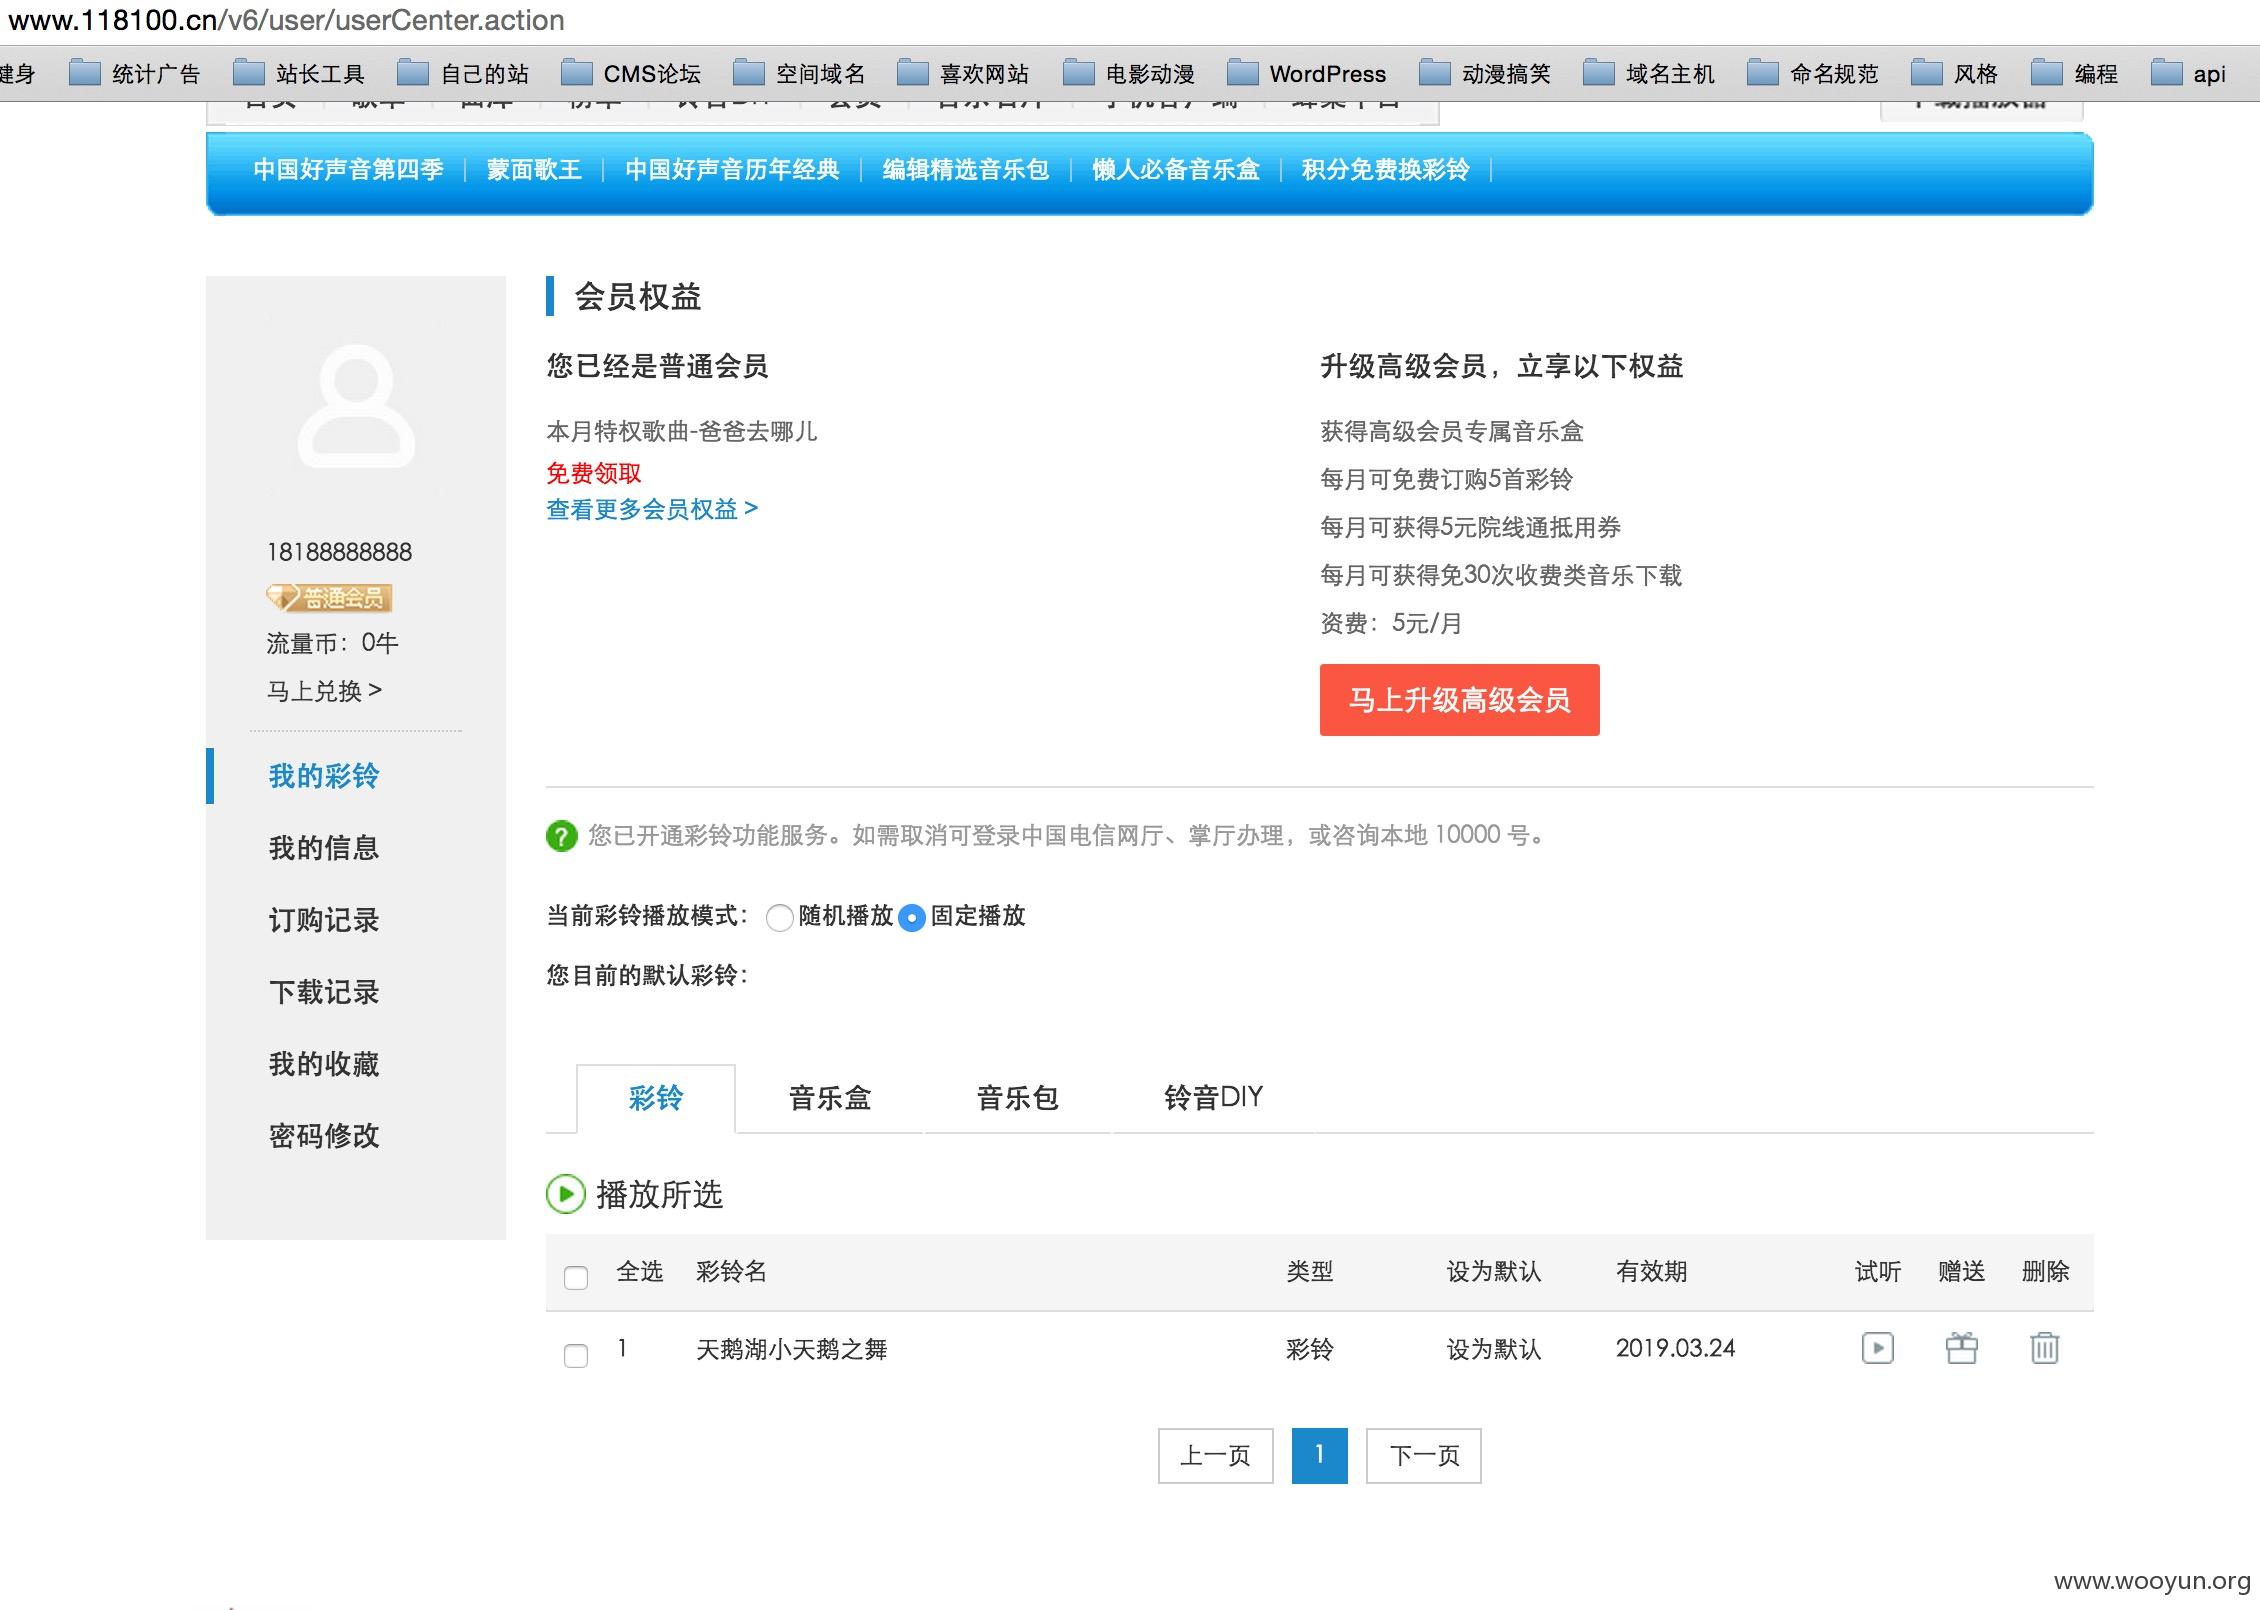 www.118100.cn/v6/user/userCenter.action
健身 统计广告 站长工具 自己的站 CMS论坛 空间域名 喜欢网站 电影动漫 WordPress 动漫搞笑 域名主机 命名规范 风格 编程 api
中国好声音第四季 蒙面歌王 中国好声音历年经典 编辑精选音乐包 懒人必备音乐盒 积分免费换彩铃
18188888888
普通会员
流量币：0牛
马上兑换 >
我的彩铃
我的信息
订购记录
下载记录
我的收藏
密码修改
会员权益
您已经是普通会员
本月特权歌曲-爸爸去哪儿
免费领取
查看更多会员权益 >
升级高级会员，立享以下权益
获得高级会员专属音乐盒
每月可免费订购5首彩铃
每月可获得5元院线通抵用券
每月可获得免30次收费类音乐下载
资费：5元/月
马上升级高级会员
您已开通彩铃功能服务。如需取消可登录中国电信网厅、掌厅办理，或咨询本地 10000 号。
当前彩铃播放模式： 随机播放 固定播放
您目前的默认彩铃：
彩铃 音乐盒 音乐包 铃音DIY
播放所选
全选 彩铃名 类型 设为默认 有效期 试听 赠送 删除
1 天鹅湖小天鹅之舞 彩铃 设为默认 2019.03.24
上一页 1 下一页
www.wooyun.org